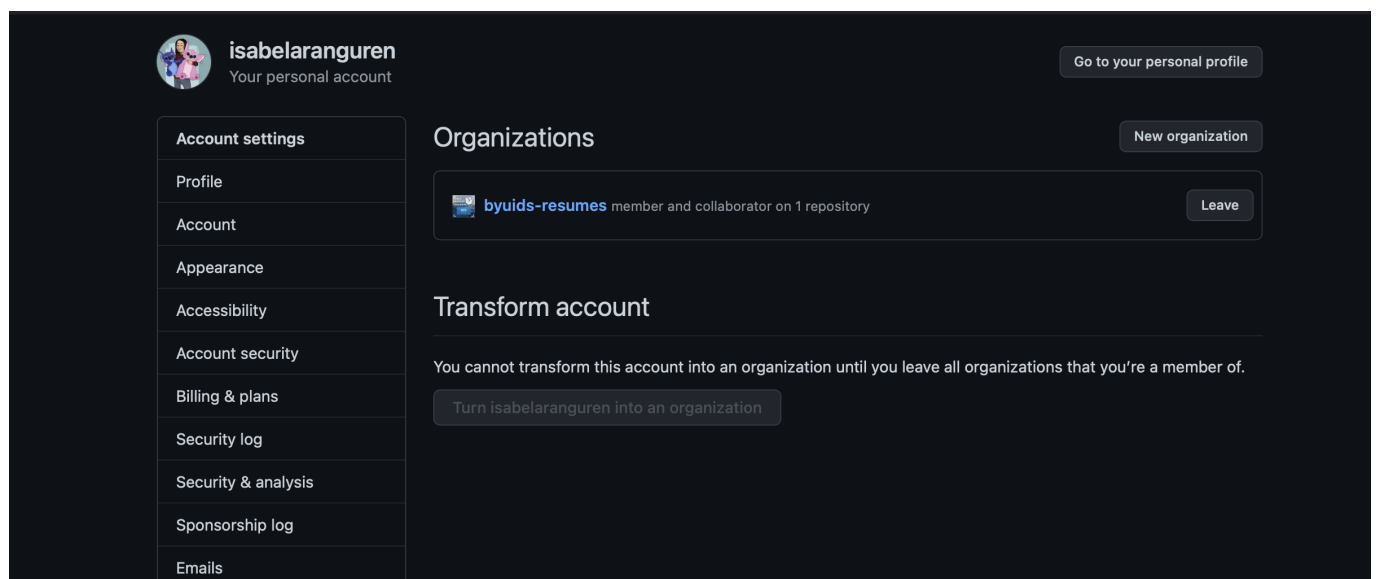 isabelaranguren
Your personal account
Go to your personal profile
Account settings
Profile
Account
Appearance
Accessibility
Account security
Billing & plans
Security log
Security & analysis
Sponsorship log
Emails
Organizations
New organization
byuids-resumes member and collaborator on 1 repository
Leave
Transform account
You cannot transform this account into an organization until you leave all organizations that you’re a member of.
Turn isabelaranguren into an organization